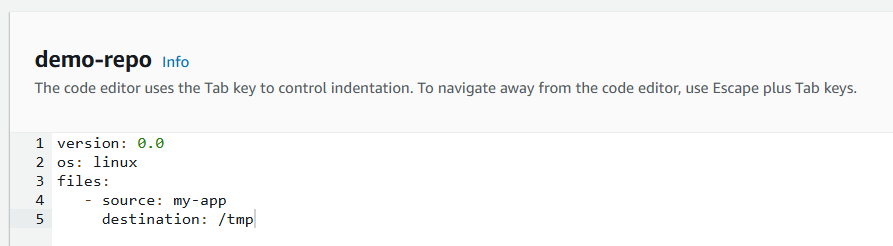 demo-repo Info
The code editor uses the Tab key to control indentation. To navigate away from the code editor, use Escape plus Tab keys.
1 version: 0.0
2 os: linux
3 files:
4    - source: my-app
5      destination: /tmp